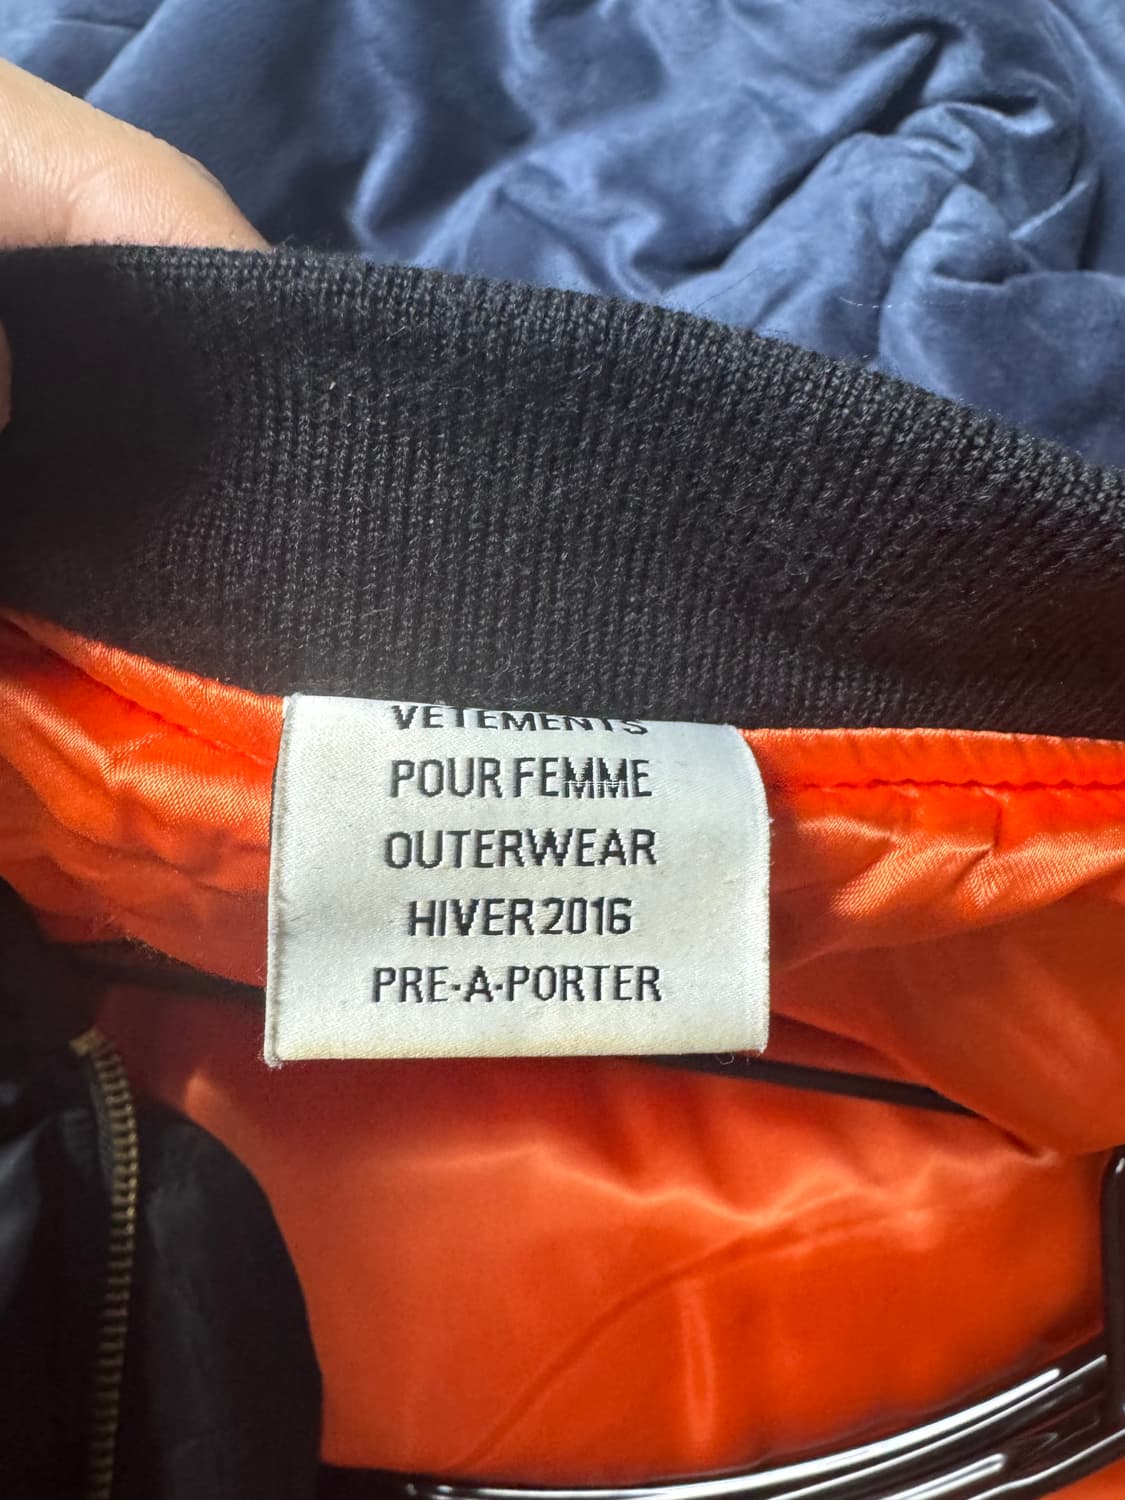 VETEMENTS
POUR FEMME
OUTERWEAR
HIVER 2016
PRE-A-PORTER